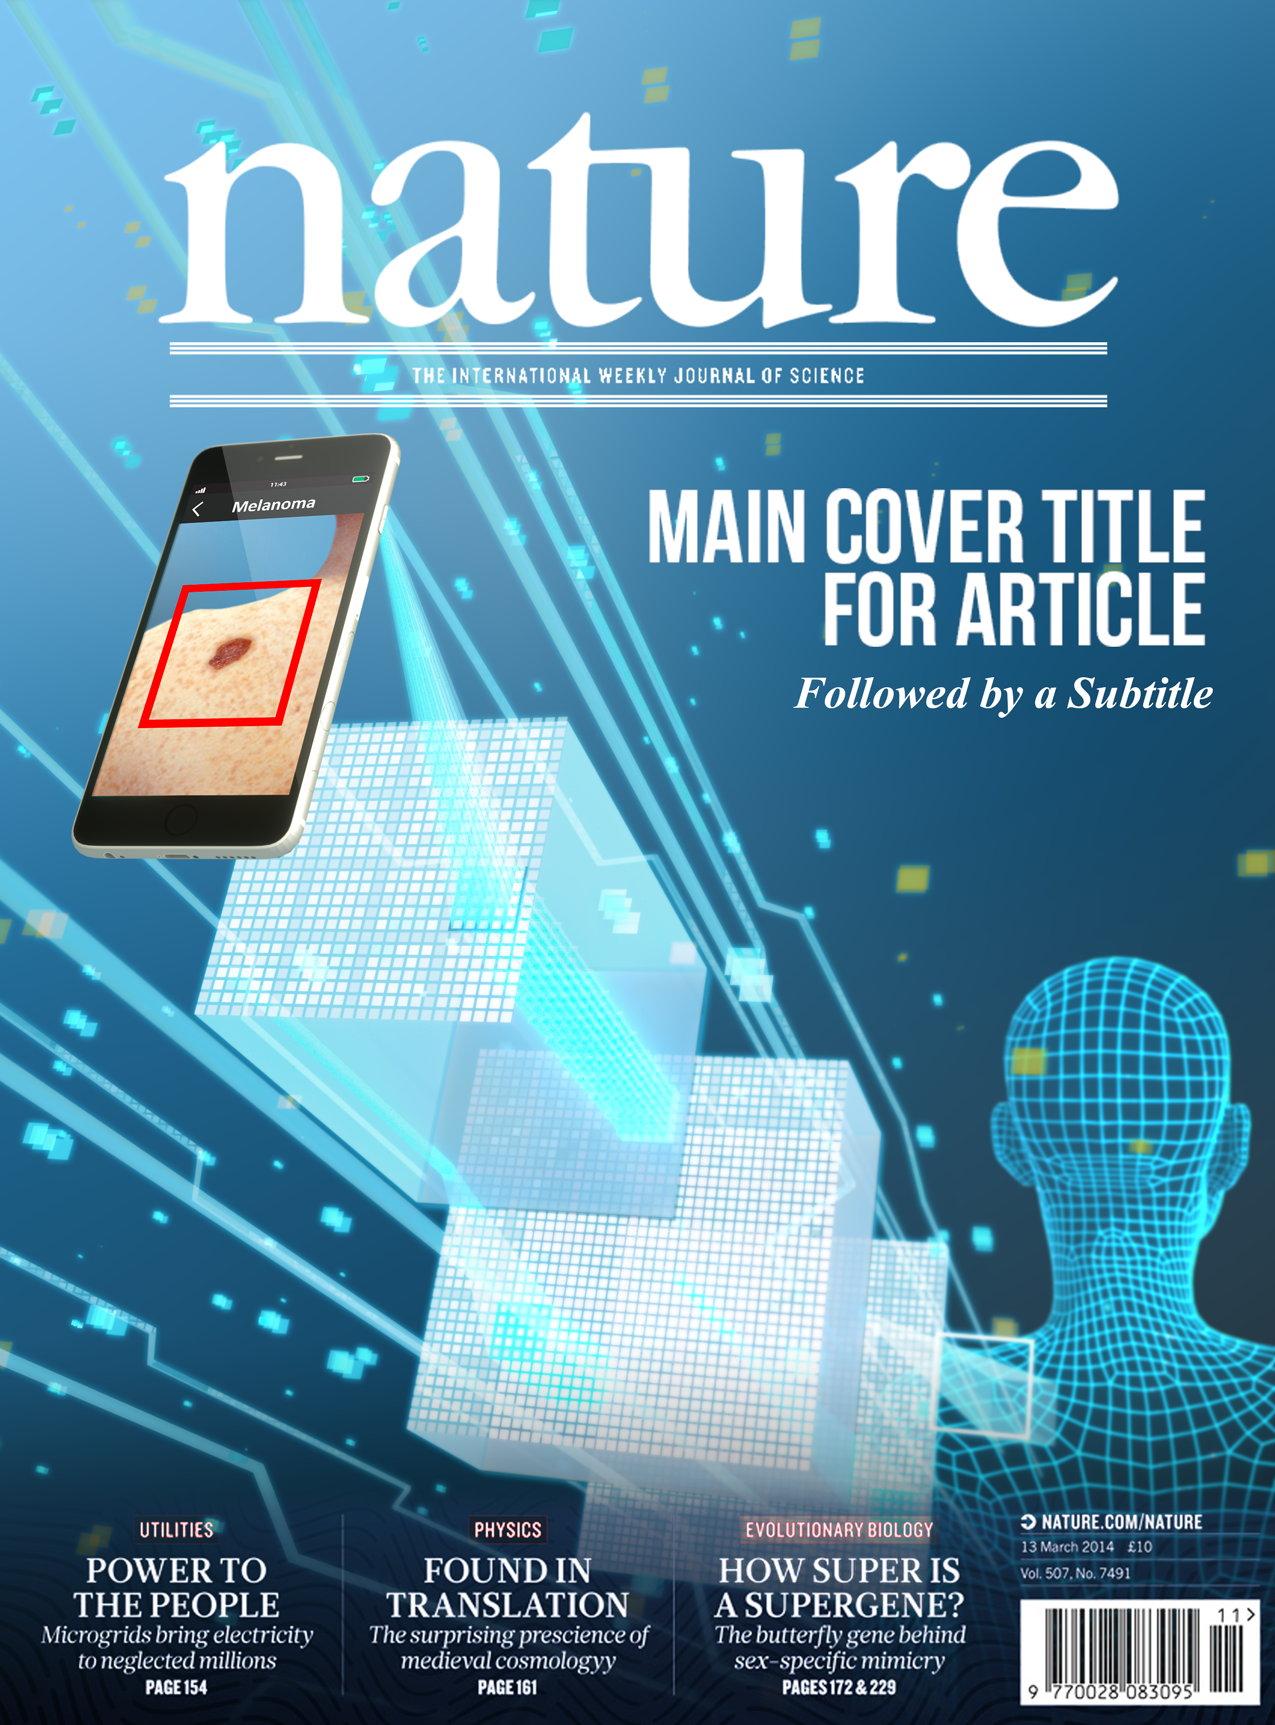 nature
THE INTERNATIONAL WEEKLY JOURNAL OF SCIENCE
11:43
Melanoma
MAIN COVER TITLE
FOR ARTICLE
Followed by a Subtitle
UTILITIES
POWER TO
THE PEOPLE
Microgrids bring electricity
to neglected millions
PAGE 154
PHYSICS
FOUND IN
TRANSLATION
The surprising prescience of
medieval cosmologyy
PAGE 161
EVOLUTIONARY BIOLOGY
HOW SUPER IS
A SUPERGENE?
The butterfly gene behind
sex-specific mimicry
PAGES 172 & 229
NATURE.COM/NATURE
13 March 2014 £10
Vol. 507, No. 7491
11>
9 770028 083095